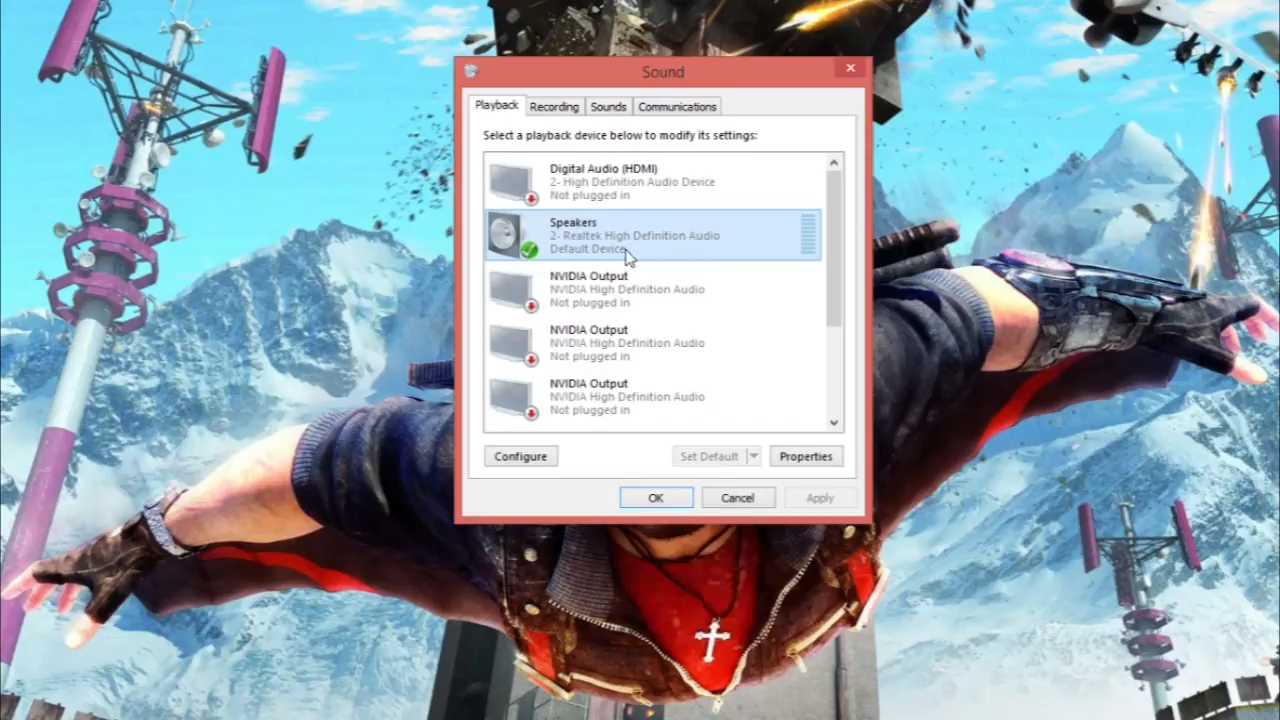 Sound
Playback
Recording
Sounds
Communications
Select a playback device below to modify its settings:
Digital Audio (HDMI)
2- High Definition Audio Device
Not plugged in
Speakers
2- Realtek High Definition Audio
Default Device
NVIDIA Output
NVIDIA High Definition Audio
Not plugged in
NVIDIA Output
NVIDIA High Definition Audio
Not plugged in
NVIDIA Output
NVIDIA High Definition Audio
Not plugged in
Configure
Set Default
Properties
OK
Cancel
Apply